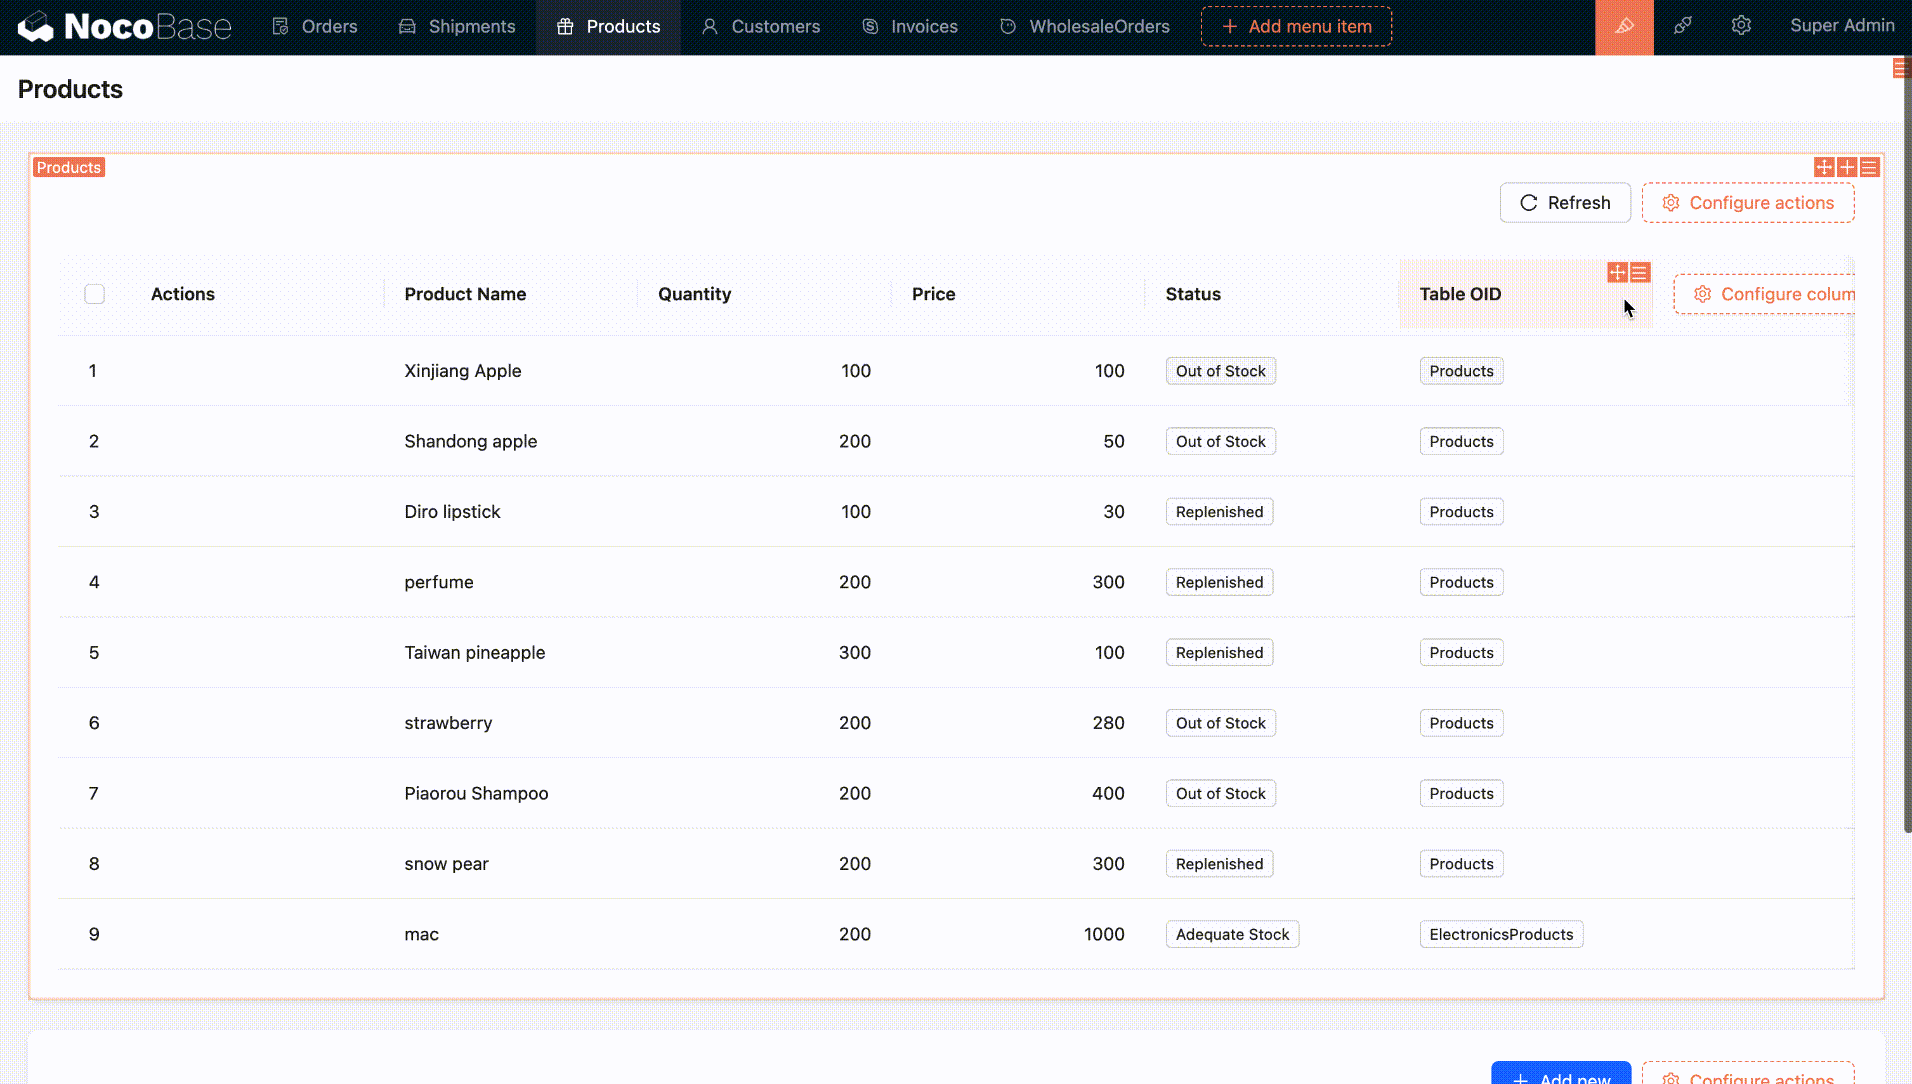 NocoBase Orders Shipments Products Customers Invoices WholesaleOrders Add menu item Super Admin
Products
Products
Refresh Configure actions
Actions Product Name Quantity Price Status Table OID Configure colum
1 Xinjiang Apple 100 100 Out of Stock Products
2 Shandong apple 200 50 Out of Stock Products
3 Diro lipstick 100 30 Replenished Products
4 perfume 200 300 Replenished Products
5 Taiwan pineapple 300 100 Replenished Products
6 strawberry 200 280 Out of Stock Products
7 Piaorou Shampoo 200 400 Out of Stock Products
8 snow pear 200 300 Replenished Products
9 mac 200 1000 Adequate Stock ElectronicsProducts
Add new Configure actions